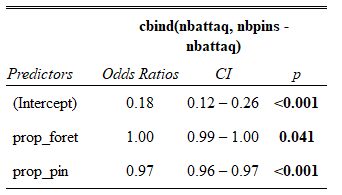 cbind(nbattaq, nbpins -
nbattaq)
Predictors Odds Ratios CI p
(Intercept) 0.18 0.12 – 0.26 <0.001
prop_foret 1.00 0.99 – 1.00 0.041
prop_pin 0.97 0.96 – 0.97 <0.001